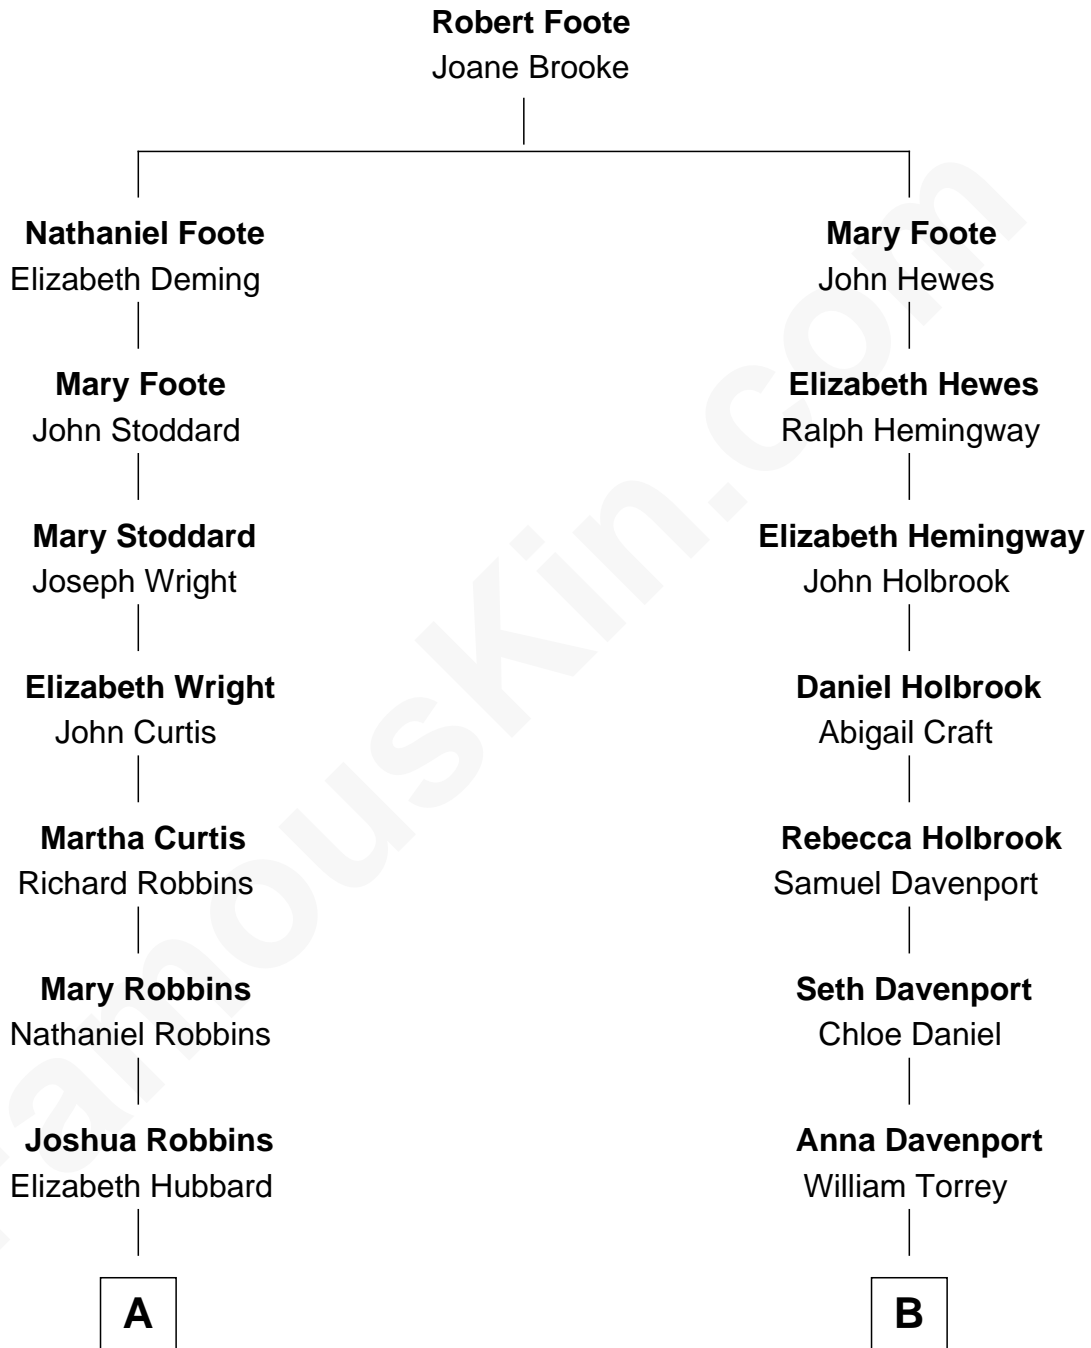 Robert Foote
Joane Brooke
Nathaniel Foote
Elizabeth Deming
Mary Foote
John Hewes
Mary Foote
John Stoddard
Elizabeth Hewes
Ralph Hemingway
Mary Stoddard
Joseph Wright
Elizabeth Hemingway
John Holbrook
Elizabeth Wright
John Curtis
Daniel Holbrook
Abigail Craft
Martha Curtis
Richard Robbins
Rebecca Holbrook
Samuel Davenport
Mary Robbins
Nathaniel Robbins
Seth Davenport
Chloe Daniel
Joshua Robbins
Elizabeth Hubbard
Anna Davenport
William Torrey
A
B
FamousKin.com